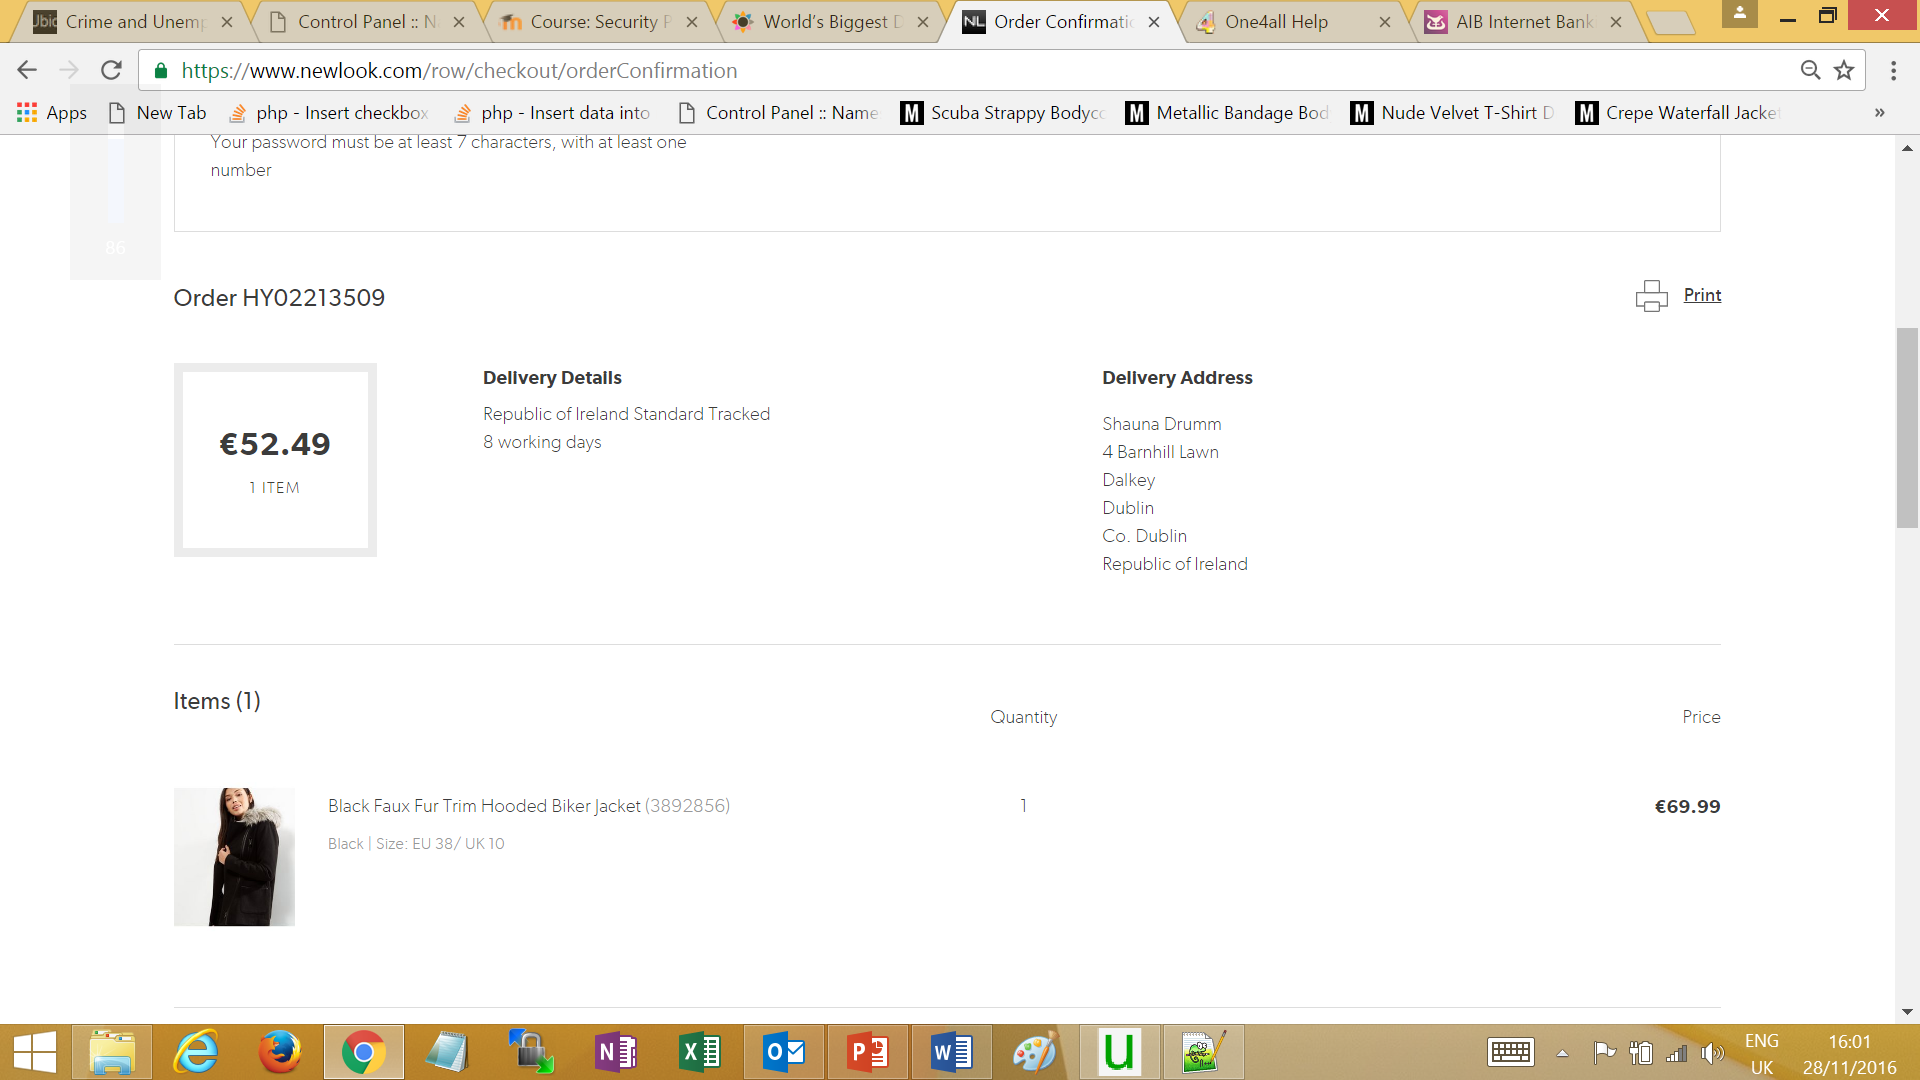 Jbic Crime and Unemp
Control Panel :: N
Course: Security P
World's Biggest D
NL Order Confirmatic
One4all Help
AIB Internet Bank
https://www.newlook.com/row/checkout/orderConfirmation
Apps
New Tab
php - Insert checkbox
php - Insert data into
Control Panel :: Name
M Scuba Strappy Bodyco
M Metallic Bandage Bod
M Nude Velvet T-Shirt D
M Crepe Waterfall Jacket
»
Your password must be at least 7 characters, with at least one
number
86
Order HY02213509
Print
€52.49
1 ITEM
Delivery Details
Republic of Ireland Standard Tracked
8 working days
Delivery Address
Shauna Drumm
4 Barnhill Lawn
Dalkey
Dublin
Co. Dublin
Republic of Ireland
Items (1)
Quantity
Price
Black Faux Fur Trim Hooded Biker Jacket (3892856)
1
€69.99
Black | Size: EU 38/ UK 10
ENG
UK
16:01
28/11/2016